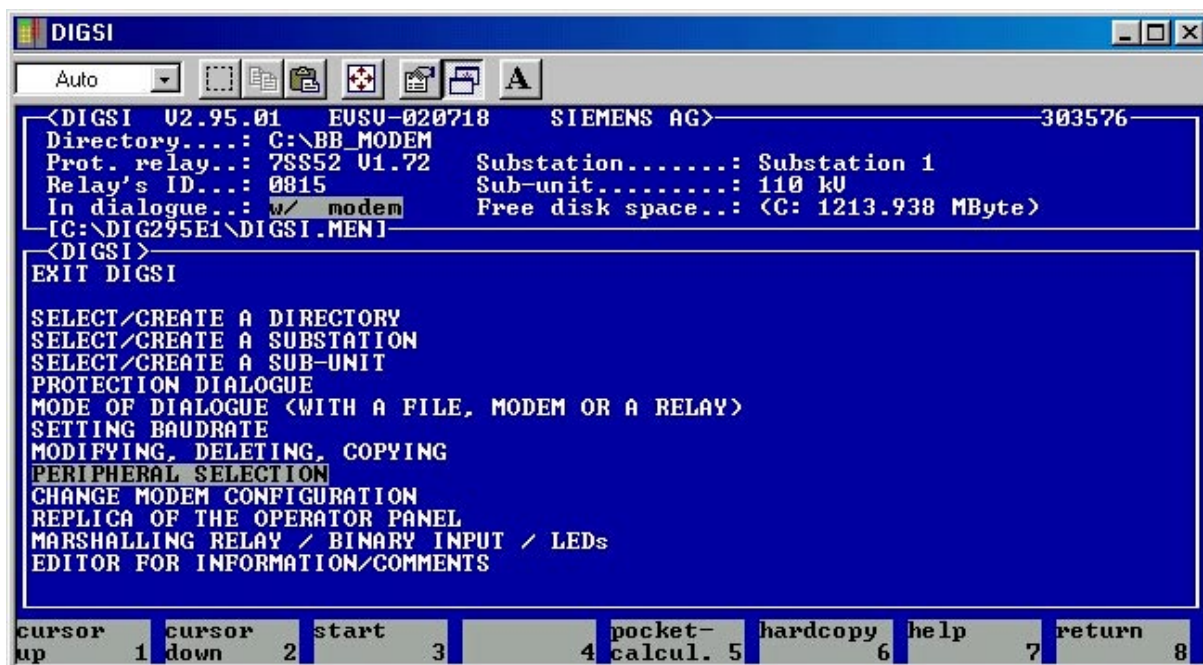 DIGSI
Auto
A
<DIGSI V2.95.01 EVSV-020718 SIEMENS AG> 303576
Directory....: C:\BB_MODEM
Prot. relay..: 7SS52 V1.72 Substation.......: Substation 1
Relay's ID...: 0815 Sub-unit.........: 110 kV
In dialogue..: w/ modem Free disk space..: (C: 1213.938 MByte)
[C:\DIG295E1\DIGSI.MEN]
<DIGSI>
EXIT DIGSI
SELECT/CREATE A DIRECTORY
SELECT/CREATE A SUBSTATION
SELECT/CREATE A SUB-UNIT
PROTECTION DIALOGUE
MODE OF DIALOGUE (WITH A FILE, MODEM OR A RELAY)
SETTING BAUDRATE
MODIFYING, DELETING, COPYING
PERIPHERAL SELECTION
CHANGE MODEM CONFIGURATION
REPLICA OF THE OPERATOR PANEL
MARSHALLING RELAY / BINARY INPUT / LEDs
EDITOR FOR INFORMATION/COMMENTS
cursor cursor start pocket- hardcopy help return
up 1 down 2 3 4 calcul. 5 6 7 8